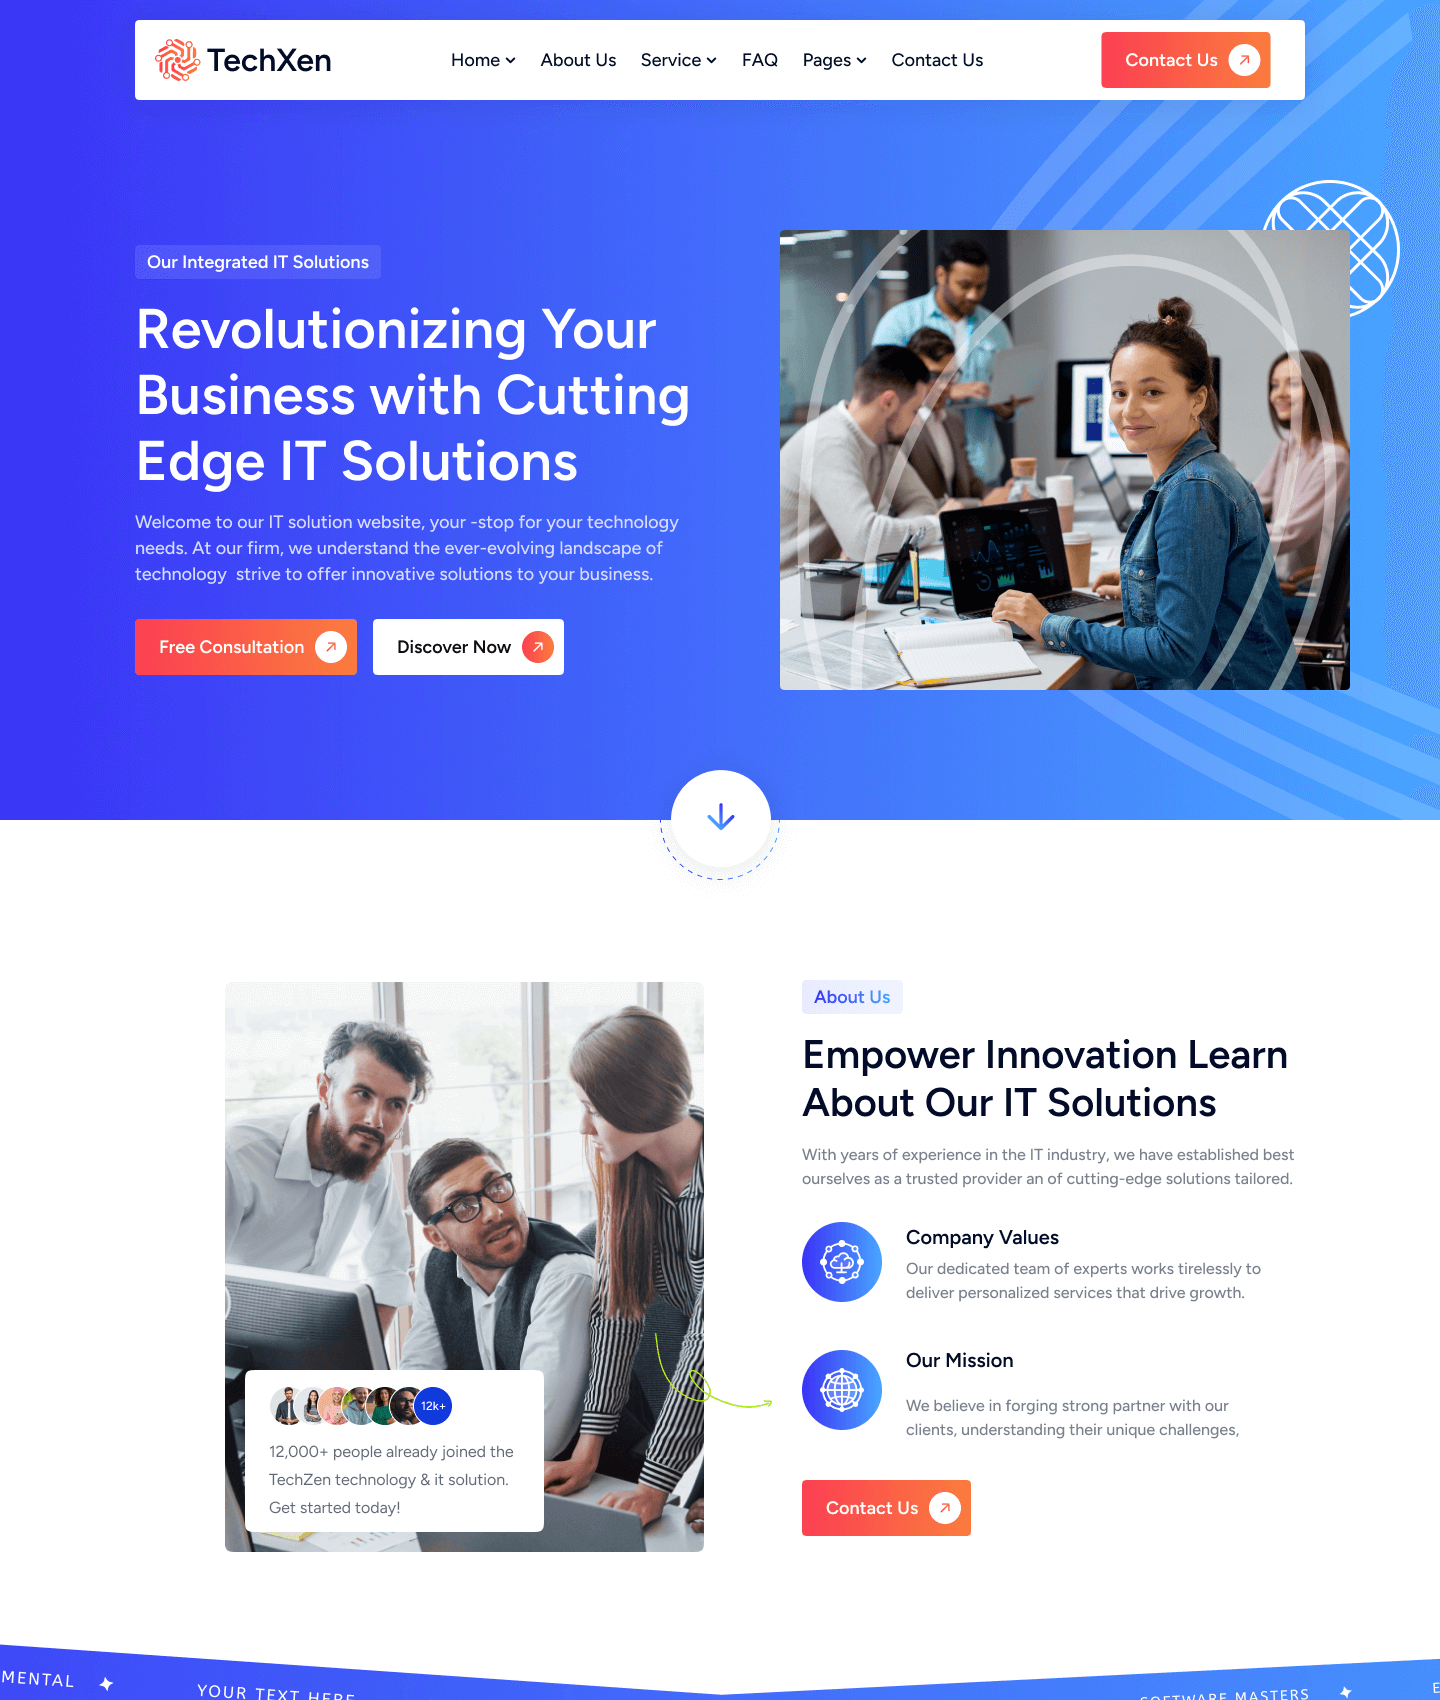 TechXen
Home
About Us
Service
FAQ
Pages
Contact Us
Contact Us
Our Integrated IT Solutions
Revolutionizing Your
Business with Cutting
Edge IT Solutions
Welcome to our IT solution website, your -stop for your technology
needs. At our firm, we understand the ever-evolving landscape of
technology strive to offer innovative solutions to your business.
Free Consultation
Discover Now
About Us
Empower Innovation Learn
About Our IT Solutions
With years of experience in the IT industry, we have established best
ourselves as a trusted provider an of cutting-edge solutions tailored.
Company Values
Our dedicated team of experts works tirelessly to
deliver personalized services that drive growth.
Our Mission
We believe in forging strong partner with our
clients, understanding their unique challenges,
Contact Us
12k+
12,000+ people already joined the
TechZen technology & it solution.
Get started today!
MENTAL
YOUR TEXT HERE
SOFTWARE MASTERS
E